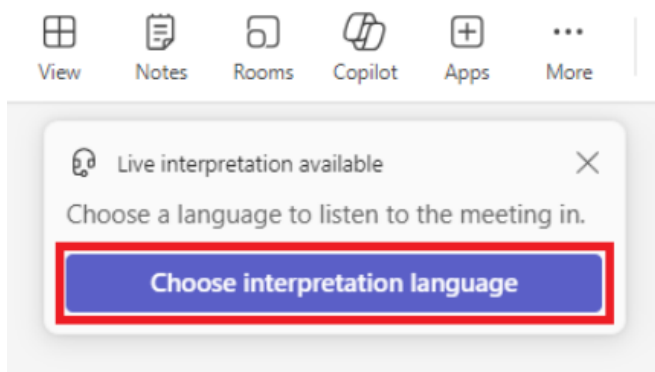 View Notes Rooms Copilot Apps More
Live interpretation available
Choose a language to listen to the meeting in.
Choose interpretation language